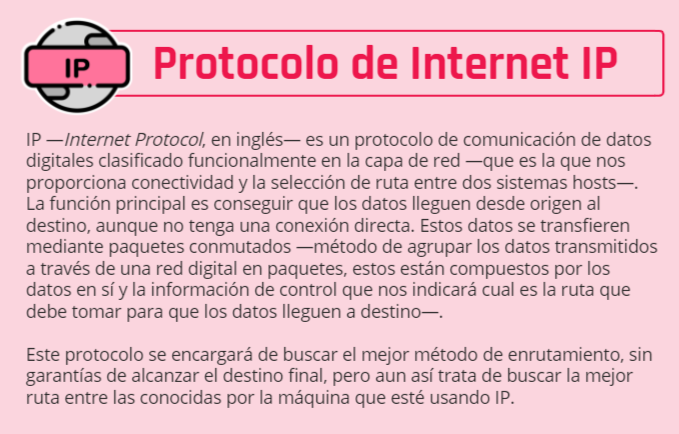 IP
Protocolo de Internet IP
IP —Internet Protocol, en inglés— es un protocolo de comunicación de datos
digitales clasificado funcionalmente en la capa de red —que es la que nos
proporciona conectividad y la selección de ruta entre dos sistemas hosts—.
La función principal es conseguir que los datos lleguen desde origen al
destino, aunque no tenga una conexión directa. Estos datos se transfieren
mediante paquetes conmutados —método de agrupar los datos transmitidos
a través de una red digital en paquetes, estos están compuestos por los
datos en sí y la información de control que nos indicará cual es la ruta que
debe tomar para que los datos lleguen a destino—.
Este protocolo se encargará de buscar el mejor método de enrutamiento, sin
garantías de alcanzar el destino final, pero aun así trata de buscar la mejor
ruta entre las conocidas por la máquina que esté usando IP.